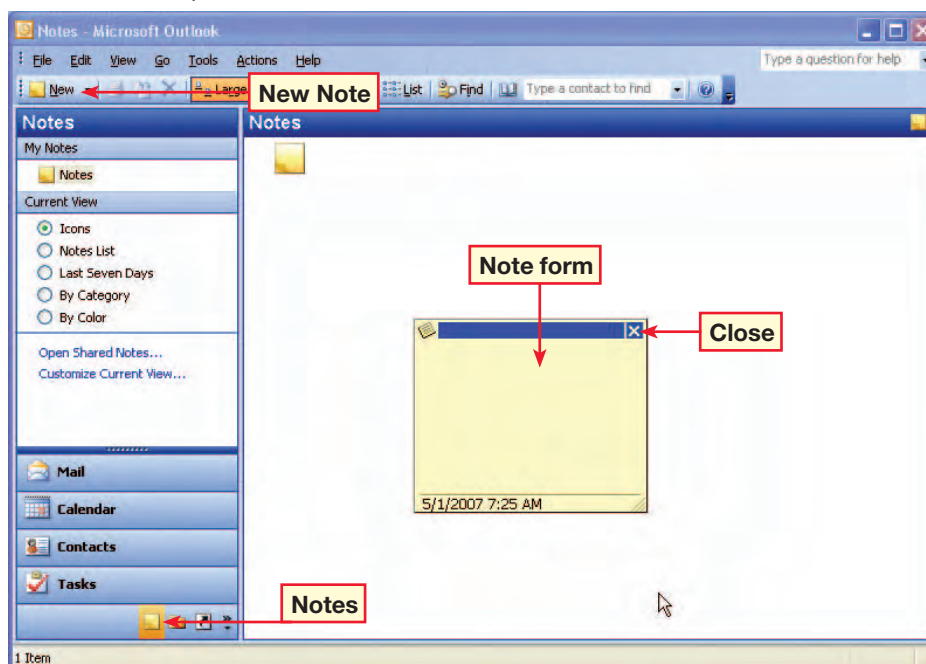 Notes - Microsoft Outlook
File Edit View Go Tools Actions Help
Type a question for help
New Large New Note List Find Type a contact to find
Notes
Notes
My Notes
Notes
Current View
Icons
Notes List
Last Seven Days
By Category
By Color
Open Shared Notes...
Customize Current View...
Note form
Close
5/1/2007 7:25 AM
Mail
Calendar
Contacts
Tasks
Notes
1 Item